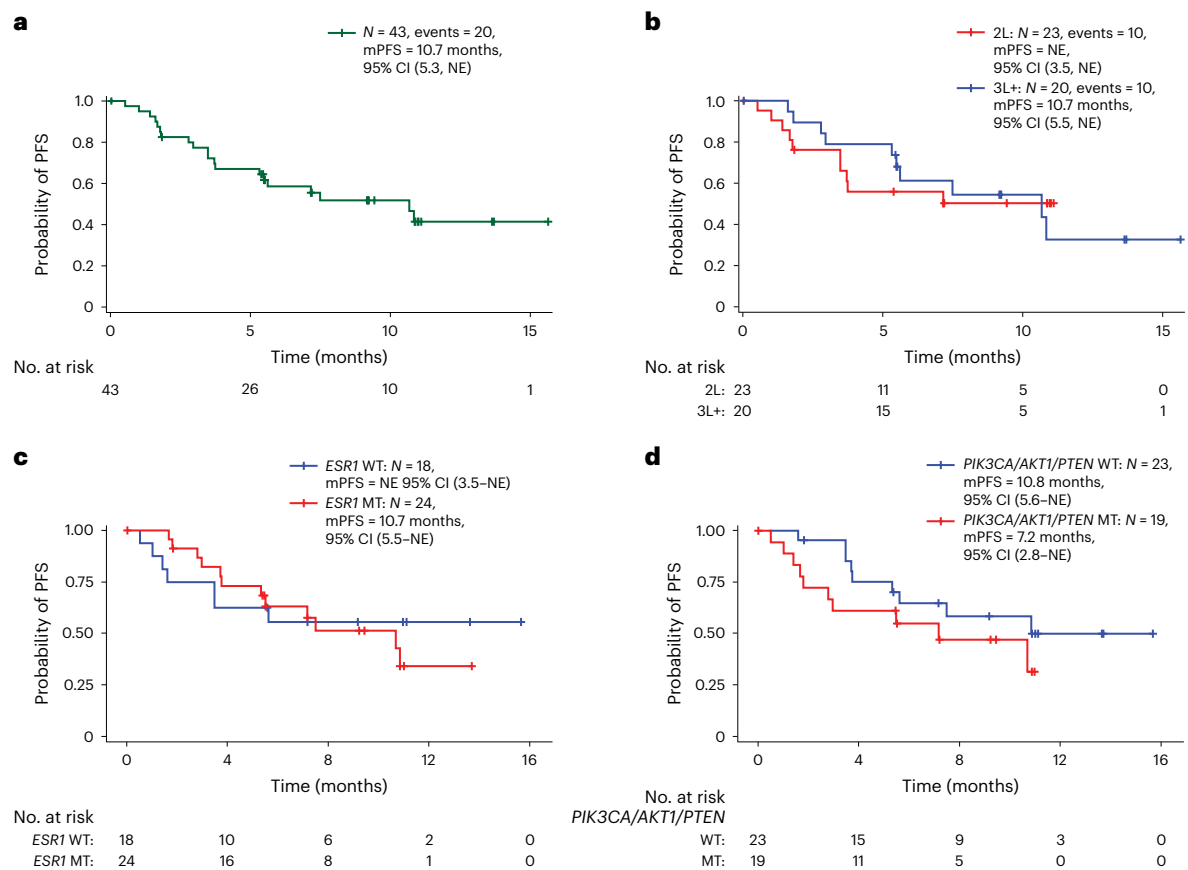 a
N = 43, events = 20,
mPFS = 10.7 months,
95% CI (5.3, NE)
Probability of PFS
1.0
0.8
0.6
0.4
0.2
0
0 5 10 15
Time (months)
No. at risk
43 26 10 1
b
2L: N = 23, events = 10,
mPFS = NE,
95% CI (3.5, NE)
3L+: N = 20, events = 10,
mPFS = 10.7 months,
95% CI (5.5, NE)
Probability of PFS
1.0
0.8
0.6
0.4
0.2
0
0 5 10 15
Time (months)
No. at risk
2L: 23 11 5 0
3L+: 20 15 5 1
c
ESR1 WT: N = 18,
mPFS = NE 95% CI (3.5–NE)
ESR1 MT: N = 24,
mPFS = 10.7 months,
95% CI (5.5–NE)
Probability of PFS
1.00
0.75
0.50
0.25
0
0 4 8 12 16
Time (months)
No. at risk
ESR1 WT: 18 10 6 2 0
ESR1 MT: 24 16 8 1 0
d
PIK3CA/AKT1/PTEN WT: N = 23,
mPFS = 10.8 months,
95% CI (5.6–NE)
PIK3CA/AKT1/PTEN MT: N = 19,
mPFS = 7.2 months,
95% CI (2.8–NE)
Probability of PFS
1.00
0.75
0.50
0.25
0
0 4 8 12 16
Time (months)
No. at risk
PIK3CA/AKT1/PTEN
WT: 23 15 9 3 0
MT: 19 11 5 0 0